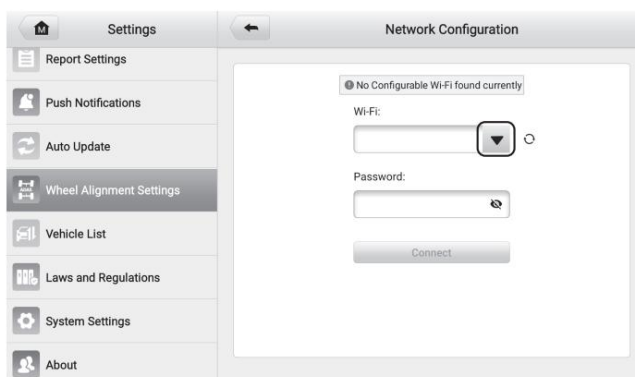 Settings
Report Settings
Push Notifications
Auto Update
Wheel Alignment Settings
Vehicle List
Laws and Regulations
System Settings
About
Network Configuration
No Configurable Wi-Fi found currently
Wi-Fi:
Password:
Connect